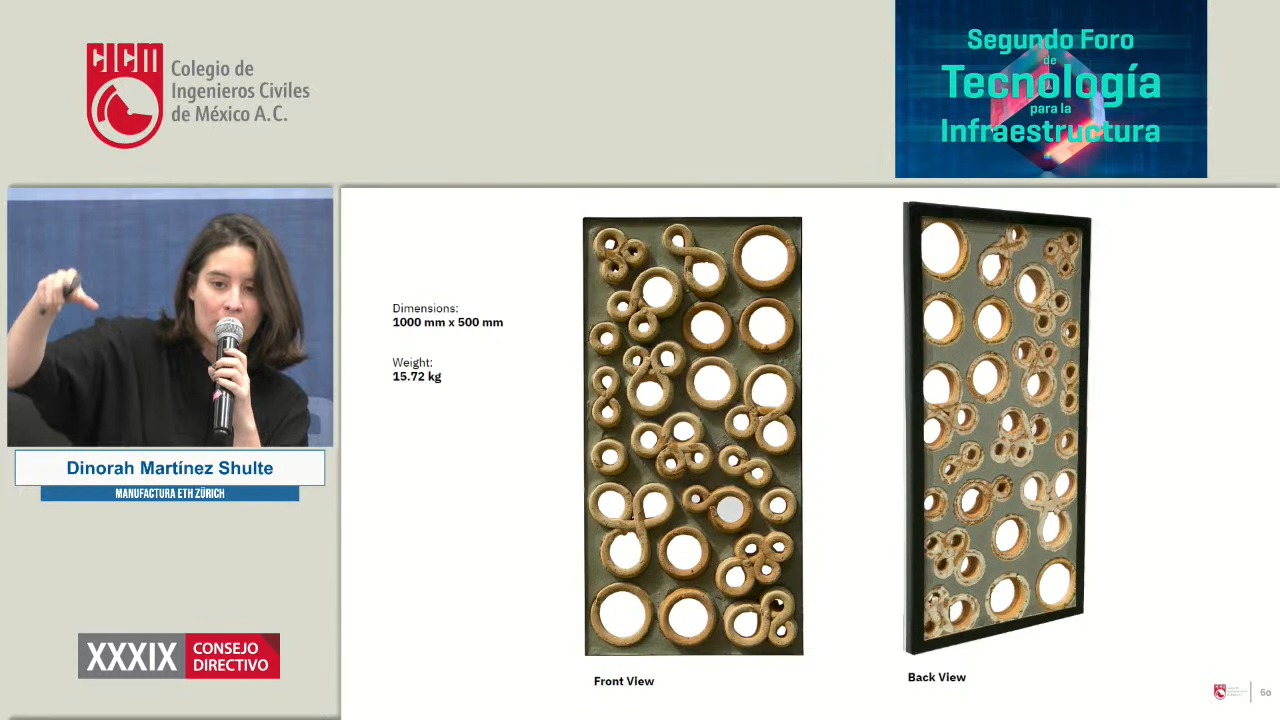 CICM
Colegio de
Ingenieros Civiles
de México A.C.
Segundo Foro
de
Tecnología
para la
Infraestructura
Dimensions:
1000 mm x 500 mm
Weight:
15.72 kg
Dinorah Martínez Shulte
MANUFACTURA ETH ZÜRICH
XXXIX
CONSEJO
DIRECTIVO
Front View
Back View
60